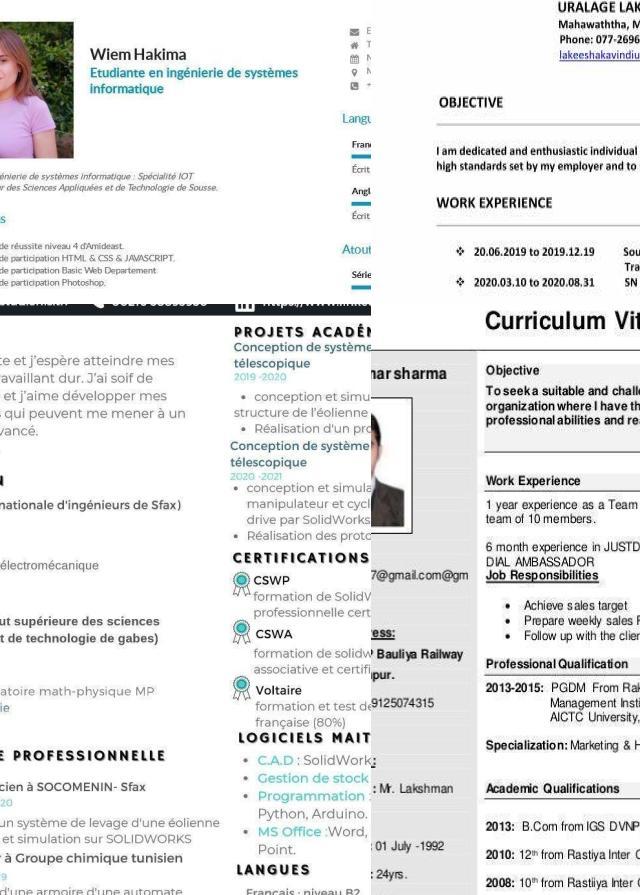 Wiem Hakima
Etudiante en ingénierie de systèmes
informatique
Langu
Fran
Écrit
Angl
Écrit
Atout
Série
énierie de systèmes informatique : Spécialité IOT
ur des Sciences Appliquées et de Technologie de Sousse.
s
de réussite niveau 4 d'Amideast.
de participation HTML & CSS & JAVASCRIPT.
de participation Basic Web Departement
de participation Photoshop.
URALAGE LAK
Mahawaththa, M
Phone: 077-2696
lakeeshakavindiu
OBJECTIVE
I am dedicated and enthusiastic individual
high standards set by my employer and to
WORK EXPERIENCE
❖ 20.06.2019 to 2019.12.19 Sou
Tra
❖ 2020.03.10 to 2020.08.31 SN
te et j'espère atteindre mes
ravaillant dur. J'ai soif de
et j'aime développer mes
s qui peuvent me mener à un
vancé.
N
nationale d'ingénieurs de Sfax)
électromécanique
ut supérieure des sciences
t de technologie de gabes)
ratoire math-physique MP
ie
E PROFESSIONNELLE
cien à SOCOMENIN- Sfax
20
un système de levage d'une éolienne
et simulation sur SOLIDWORKS
r à Groupe chimique tunisien
9
d'une armoire d'une automate
PROJETS ACADÉM
Conception de système
télescopique
2019 -2020
• conception et simu
structure de l'éolienne
• Réalisation d'un pro
Conception de système
télescopique
2020 -2021
• conception et simula
manipulateur et cycl
drive par SolidWorks
• Réalisation des proto
CERTIFICATIONS
CSWP
formation de SolidW
professionnelle cert
CSWA
formation de solidw
associative et certifi
Voltaire
formation et test de
française (80%)
LOGICIELS MAIT
• C.A.D : SolidWork
• Gestion de stock
• Programmation :
Python, Arduino.
• MS Office :Word,
Point.
LANGUES
Français : niveau B2
Curriculum Vit
nar sharma
7@gmail.com@gm
ress:
P Bauliya Railway
npur.
9125074315
:
: Mr. Lakshman
: 01 July -1992
: 24yrs.
Objective
To seek a suitable and challe
organization where I have th
professional abilities and rea
Work Experience
1 year experience as a Team
team of 10 members.
6 month experience in JUSTD
DIAL AMBASSADOR
Job Responsibilities
• Achieve sales target
• Prepare weekly sales R
• Follow up with the clien
Professional Qualification
2013-2015: PGDM From Rak
Management Insti
AICTC University,
Specialization: Marketing & H
Academic Qualifications
2013: B.Com from IGS DVNP
2010: 12th from Rastiya Inter C
2008: 10th from Rastiiya Inter C